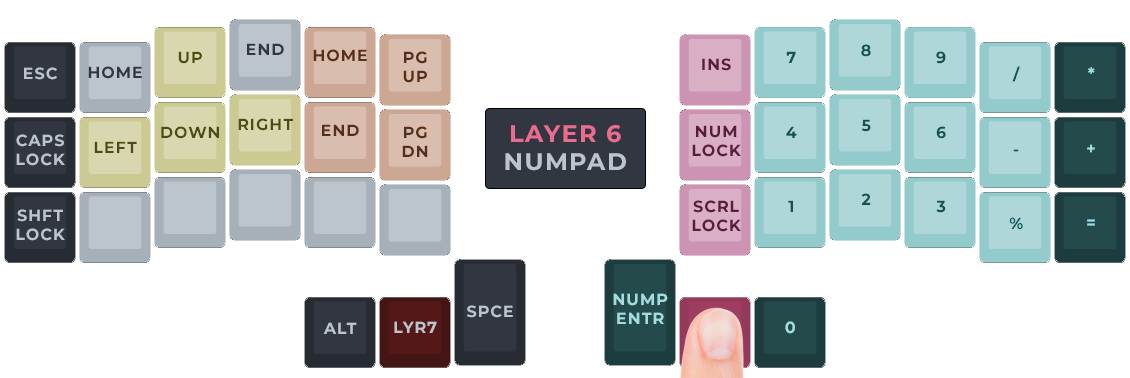 ESC
HOME
UP
END
HOME
PG
UP
CAPS
LOCK
LEFT
DOWN
RIGHT
END
PG
DN
SHFT
LOCK
ALT
LYR7
SPCE
LAYER 6
NUMPAD
INS
7
8
9
/
*
NUM
LOCK
4
5
6
-
+
SCRL
LOCK
1
2
3
%
=
NUMP
ENTR
0